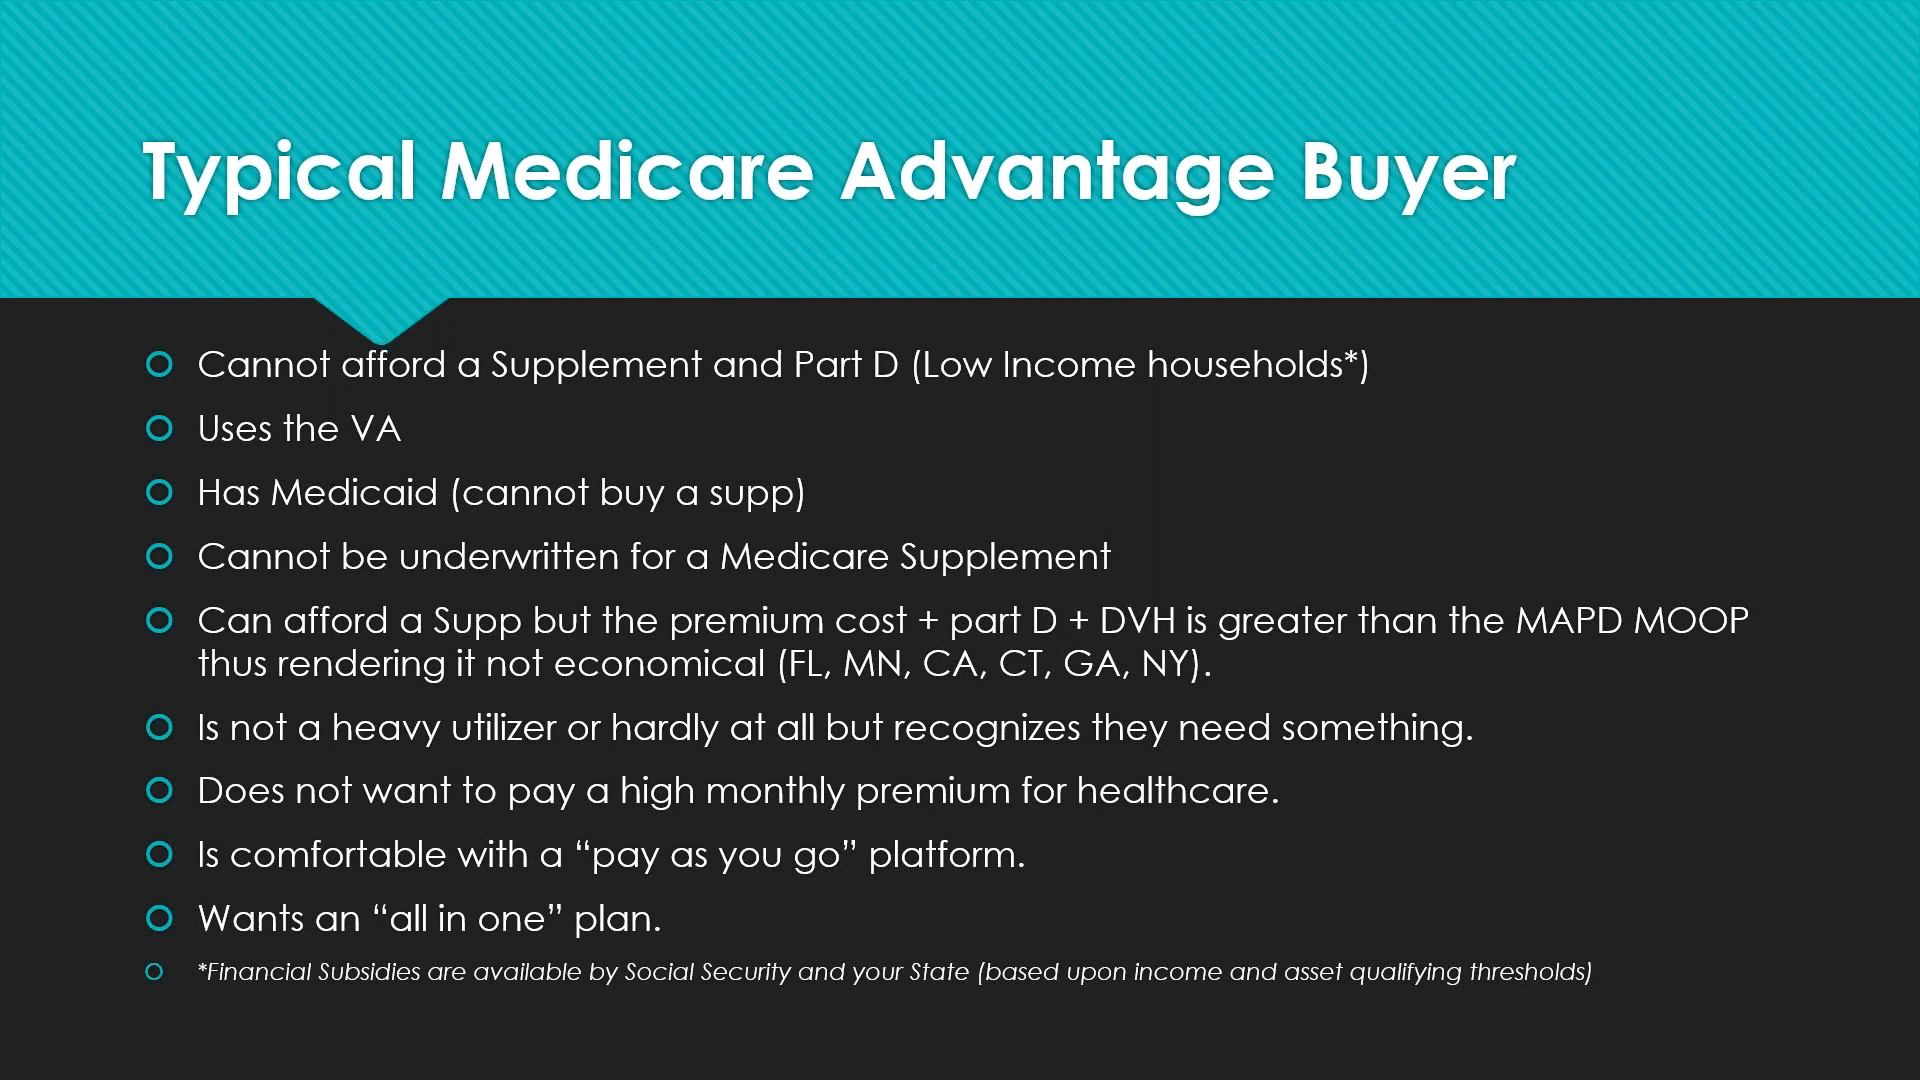 Typical Medicare Advantage Buyer
Cannot afford a Supplement and Part D (Low Income households*)
Uses the VA
Has Medicaid (cannot buy a supp)
Cannot be underwritten for a Medicare Supplement
Can afford a Supp but the premium cost + part D + DVH is greater than the MAPD MOOP
thus rendering it not economical (FL, MN, CA, CT, GA, NY).
Is not a heavy utilizer or hardly at all but recognizes they need something.
Does not want to pay a high monthly premium for healthcare.
Is comfortable with a “pay as you go” platform.
Wants an “all in one” plan.
*Financial Subsidies are available by Social Security and your State (based upon income and asset qualifying thresholds)